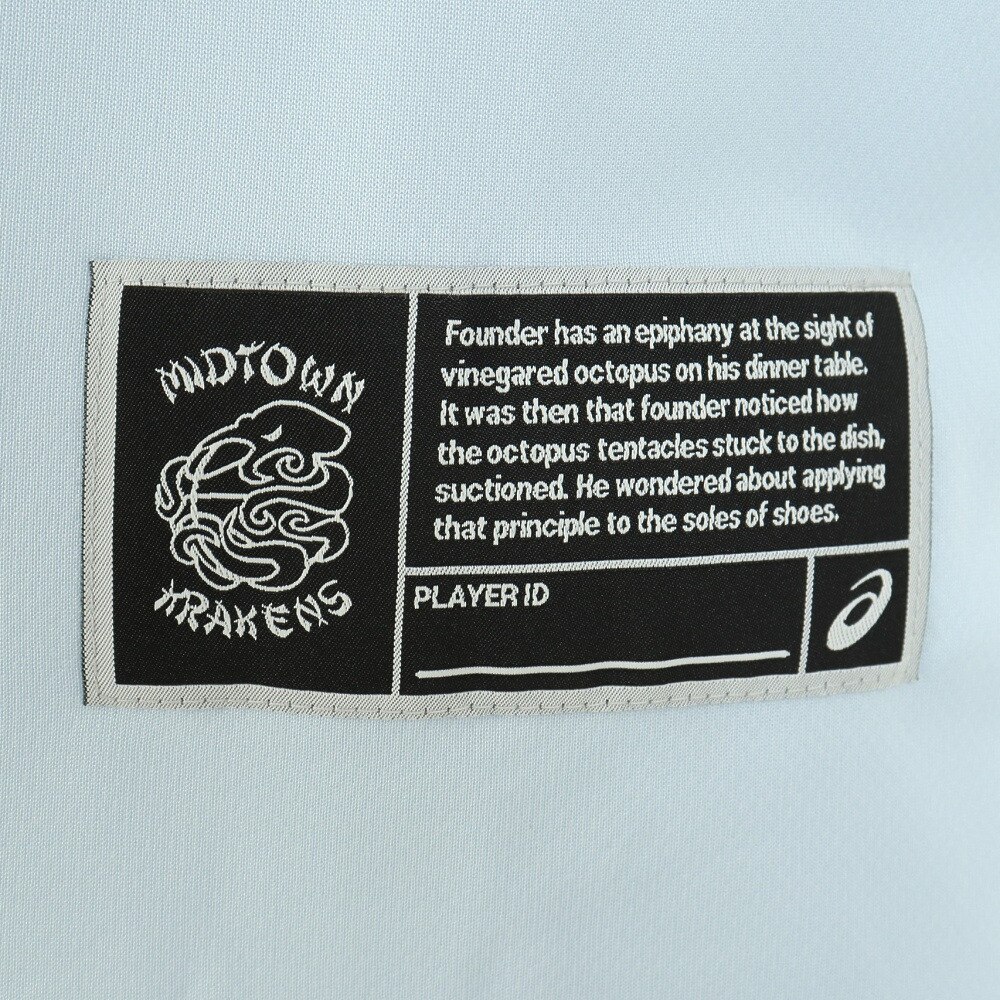 MIDTOWN
KRAKENS
Founder has an epiphany at the sight of
vinegared octopus on his dinner table.
It was then that founder noticed how
the octopus tentacles stuck to the dish,
suctioned. He wondered about applying
that principle to the soles of shoes.
PLAYER ID